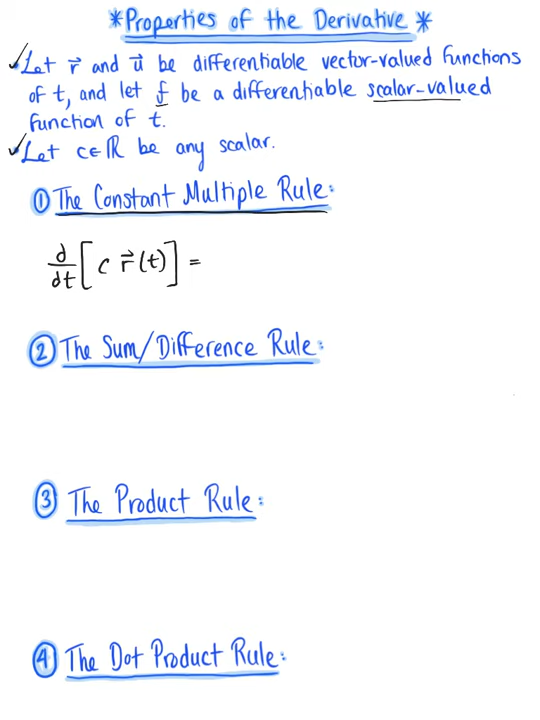 *Properties of the Derivative*
Let r⃗ and u⃗ be differentiable vector-valued functions
of t, and let f be a differentiable scalar-valued
function of t.
Let c∈ℝ be any scalar.
① The Constant Multiple Rule:
d/dt [c r⃗(t)] =
② The Sum/Difference Rule:
③ The Product Rule:
④ The Dot Product Rule: